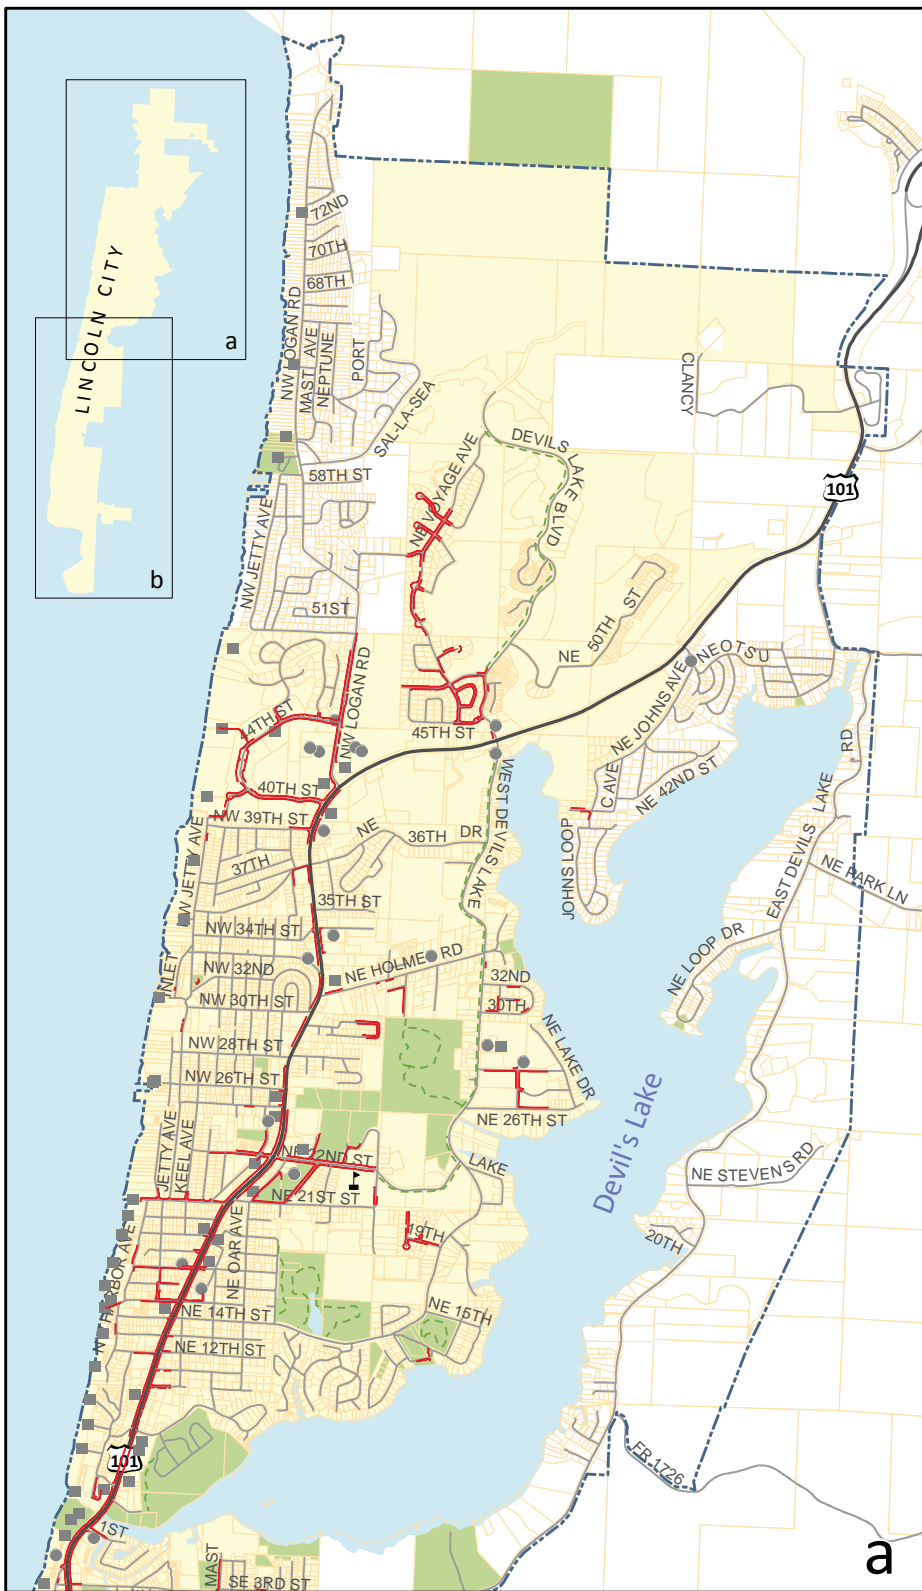 LINCOLN CITY
a
b
72ND
70TH
68TH
NW LOGAN RD
MAST AVE
NEPTUNE
PORT
SAL-LA-SEA
58TH ST
NW JETTY AVE
51ST
NE VOYAGE AVE
DEVILS LAKE BLVD
CLANCY
101
NE 50TH ST
NEOTSU
NE JOHNS AVE
NW LOGAN RD
44TH ST
45TH ST
40TH ST
NW 39TH ST
WEST DEVILS LAKE
C AVE
NE 42ND ST
JOHNS LOOP
EAST DEVILS LAKE RD
NE 36TH DR
37TH
NW JETTY AVE
35TH ST
NW 34TH ST
NE PARK LN
NE LOOP DR
NE HOLMES RD
NW 32ND
32ND
INLET
NW 30TH ST
30TH
NE LAKE DR
NW 28TH ST
NW 26TH ST
NE 26TH ST
Devil's Lake
JETTY AVE
KEEL AVE
NE 22ND ST
LAKE
NE 21ST ST
NE STEVENS RD
NE OAR AVE
19TH
20TH
NW HARBOR AVE
NE 14TH ST
NE 15TH
NE 12TH ST
101
FR 1726
1ST
MAST
SE 3RD ST
a